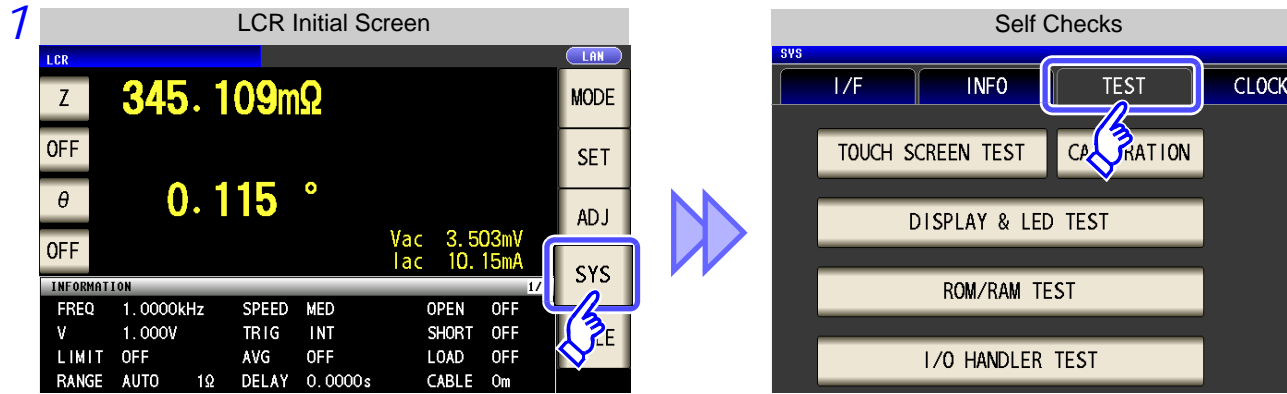 1
LCR Initial Screen
LCR
LAN
Z 345.109mΩ
MODE
OFF
SET
θ 0.115 °
ADJ
OFF
Vac 3.503mV
Iac 10.15mA
SYS
INFORMATION 1/
FREQ 1.0000kHz SPEED MED OPEN OFF
V 1.000V TRIG INT SHORT OFF
LIMIT OFF AVG OFF LOAD OFF
RANGE AUTO 1Ω DELAY 0.0000s CABLE 0m
Self Checks
SYS
I/F INFO TEST CLOCK
TOUCH SCREEN TEST
DISPLAY & LED TEST
ROM/RAM TEST
I/O HANDLER TEST